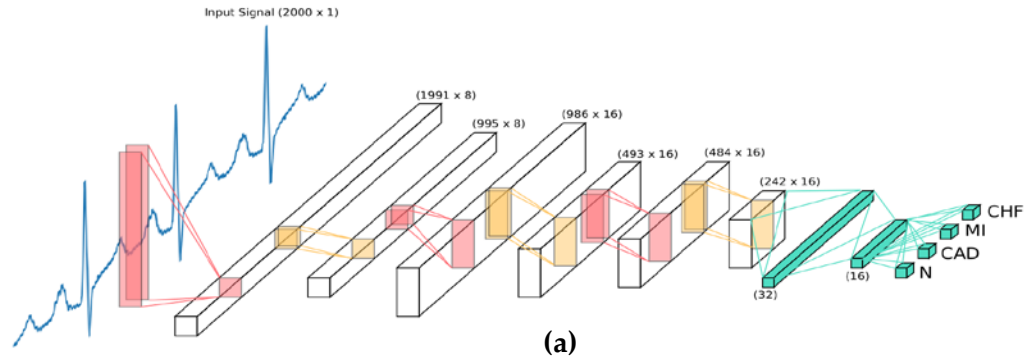 Input Signal (2000 x 1)
(1991 x 8)
(995 x 8)
(986 x 16)
(493 x 16)
(484 x 16)
(242 x 16)
CHF
MI
CAD
N
(16)
(32)
(a)